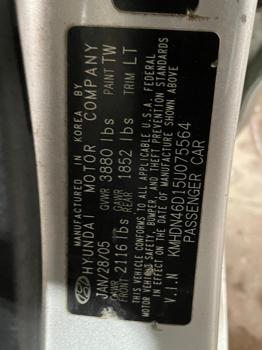 MANUFACTURED IN KOREA BY
HYUNDAI MOTOR COMPANY
JAN/28/05 GVWR 3880 lbs PAINT TW
GAWR FRONT 2116 lbs GAWR REAR 1852 lbs TRIM LT
THIS VEHICLE CONFORMS TO ALL APPLICABLE U.S.A. FEDERAL
MOTOR VEHICLE SAFETY, BUMPER, AND THEFT PREVENTION STANDARDS
IN EFFECT ON THE DATE OF MANUFACTURE SHOWN ABOVE
V.I.N KMHDN46D15U075564
PASSENGER CAR